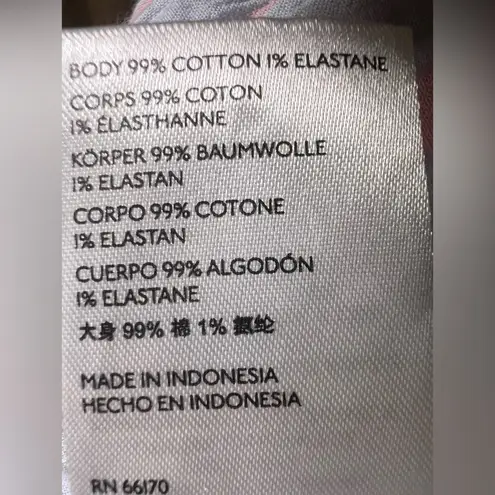 BODY 99% COTTON 1% ELASTANE
CORPS 99% COTON
1% ÉLASTHANNE
KÖRPER 99% BAUMWOLLE
1% ELASTAN
CORPO 99% COTONE
1% ELASTAN
CUERPO 99% ALGODÓN
1% ELASTANE
大身 99% 棉 1% 氨纶
MADE IN INDONESIA
HECHO EN INDONESIA
RN 66170